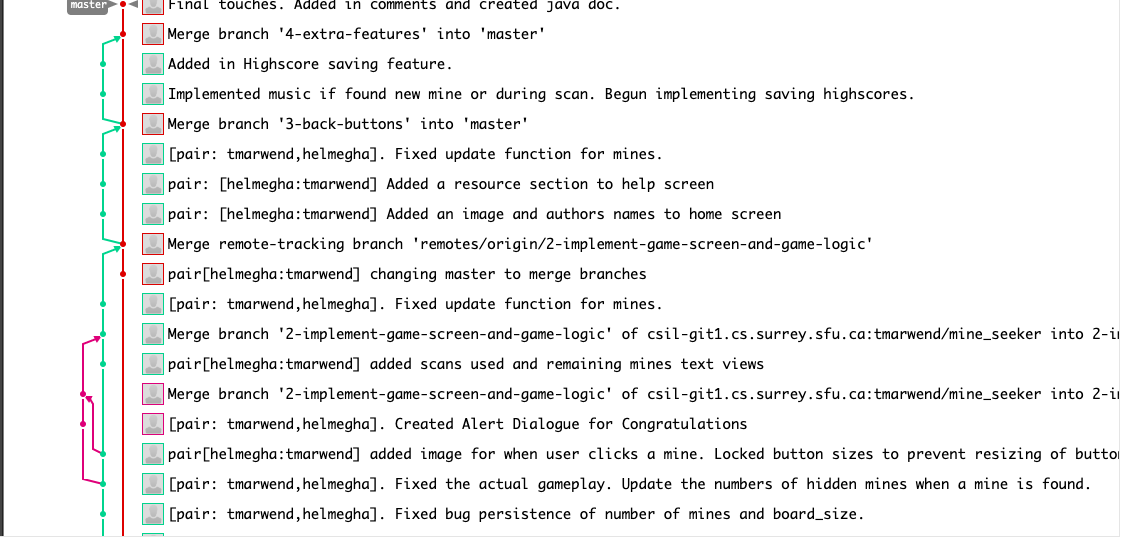 master
Final touches. Added in comments and created java doc.
Merge branch '4-extra-features' into 'master'
Added in Highscore saving feature.
Implemented music if found new mine or during scan. Begun implementing saving highscores.
Merge branch '3-back-buttons' into 'master'
[pair: tmarwend,helmegha]. Fixed update function for mines.
pair: [helmegha:tmarwend] Added a resource section to help screen
pair: [helmegha:tmarwend] Added an image and authors names to home screen
Merge remote-tracking branch 'remotes/origin/2-implement-game-screen-and-game-logic'
pair[helmegha:tmarwend] changing master to merge branches
[pair: tmarwend,helmegha]. Fixed update function for mines.
Merge branch '2-implement-game-screen-and-game-logic' of csil-git1.cs.surrey.sfu.ca:tmarwend/mine_seeker into 2-i
pair[helmegha:tmarwend] added scans used and remaining mines text views
Merge branch '2-implement-game-screen-and-game-logic' of csil-git1.cs.surrey.sfu.ca:tmarwend/mine_seeker into 2-i
[pair: tmarwend,helmegha]. Created Alert Dialogue for Congratulations
pair[helmegha:tmarwend] added image for when user clicks a mine. Locked button sizes to prevent resizing of butto
[pair: tmarwend,helmegha]. Fixed the actual gameplay. Update the numbers of hidden mines when a mine is found.
[pair: tmarwend,helmegha]. Fixed bug persistence of number of mines and board_size.